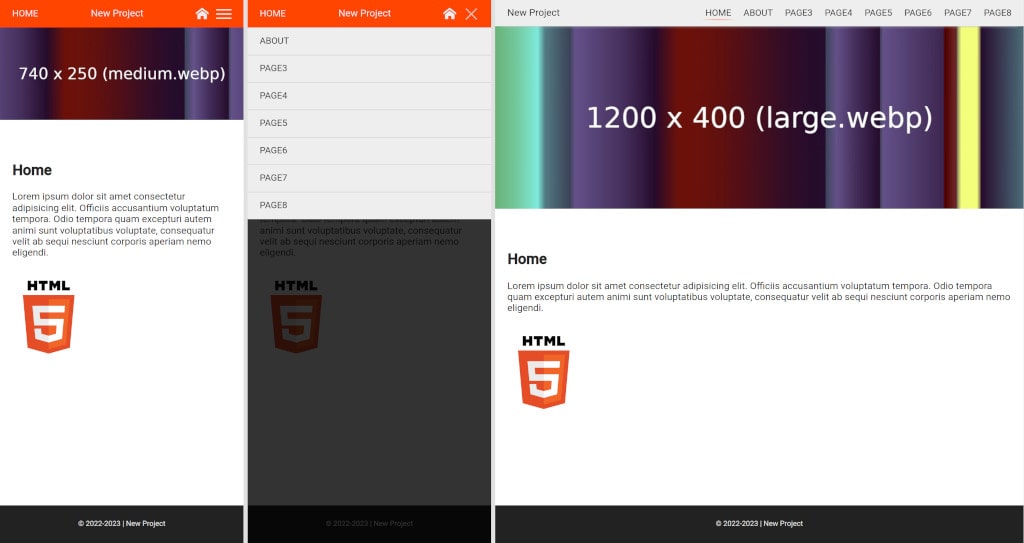 HOME New Project
740 x 250 (medium.webp)
Home
Lorem ipsum dolor sit amet consectetur
adipisicing elit. Officiis accusantium voluptatum
tempora. Odio tempora quam excepturi autem
animi sunt voluptatibus voluptate, consequatur
velit ab sequi nesciunt corporis aperiam nemo
eligendi.
HTML
5
© 2022-2023 | New Project
HOME New Project
ABOUT
PAGE3
PAGE4
PAGE5
PAGE6
PAGE7
PAGE8
animi sunt voluptatibus voluptate, consequatur
velit ab sequi nesciunt corporis aperiam nemo
eligendi.
HTML
5
© 2022-2023 | New Project
New Project HOME ABOUT PAGE3 PAGE4 PAGE5 PAGE6 PAGE7 PAGE8
1200 x 400 (large.webp)
Home
Lorem ipsum dolor sit amet consectetur adipisicing elit. Officiis accusantium voluptatum tempora. Odio tempora
quam excepturi autem animi sunt voluptatibus voluptate, consequatur velit ab sequi nesciunt corporis aperiam nemo
eligendi.
HTML
5
© 2022-2023 | New Project